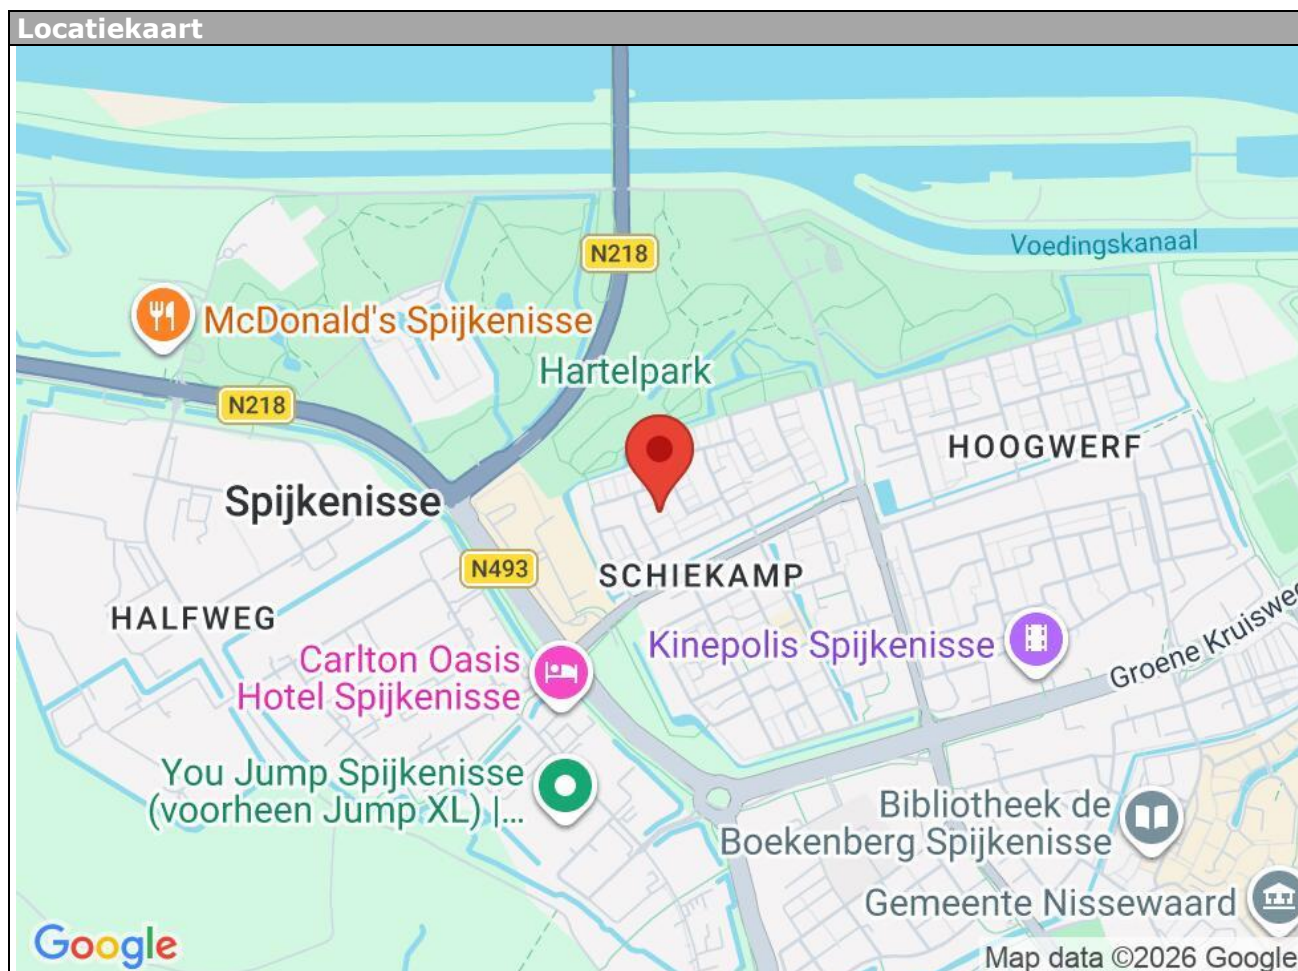 Locatiekaart
N218
Voedingskanaal
McDonald's Spijkenisse
Hartelpark
N218
HOOGWERF
Spijkenisse
N493
SCHIEKAMP
HALFWEG
Kinepolis Spijkenisse
Groene Kruisweg
Carlton Oasis
Hotel Spijkenisse
You Jump Spijkenisse
(voorheen Jump XL) |...
Bibliotheek de
Boekenberg Spijkenisse
Gemeente Nissewaard
Google
Map data ©2026 Google